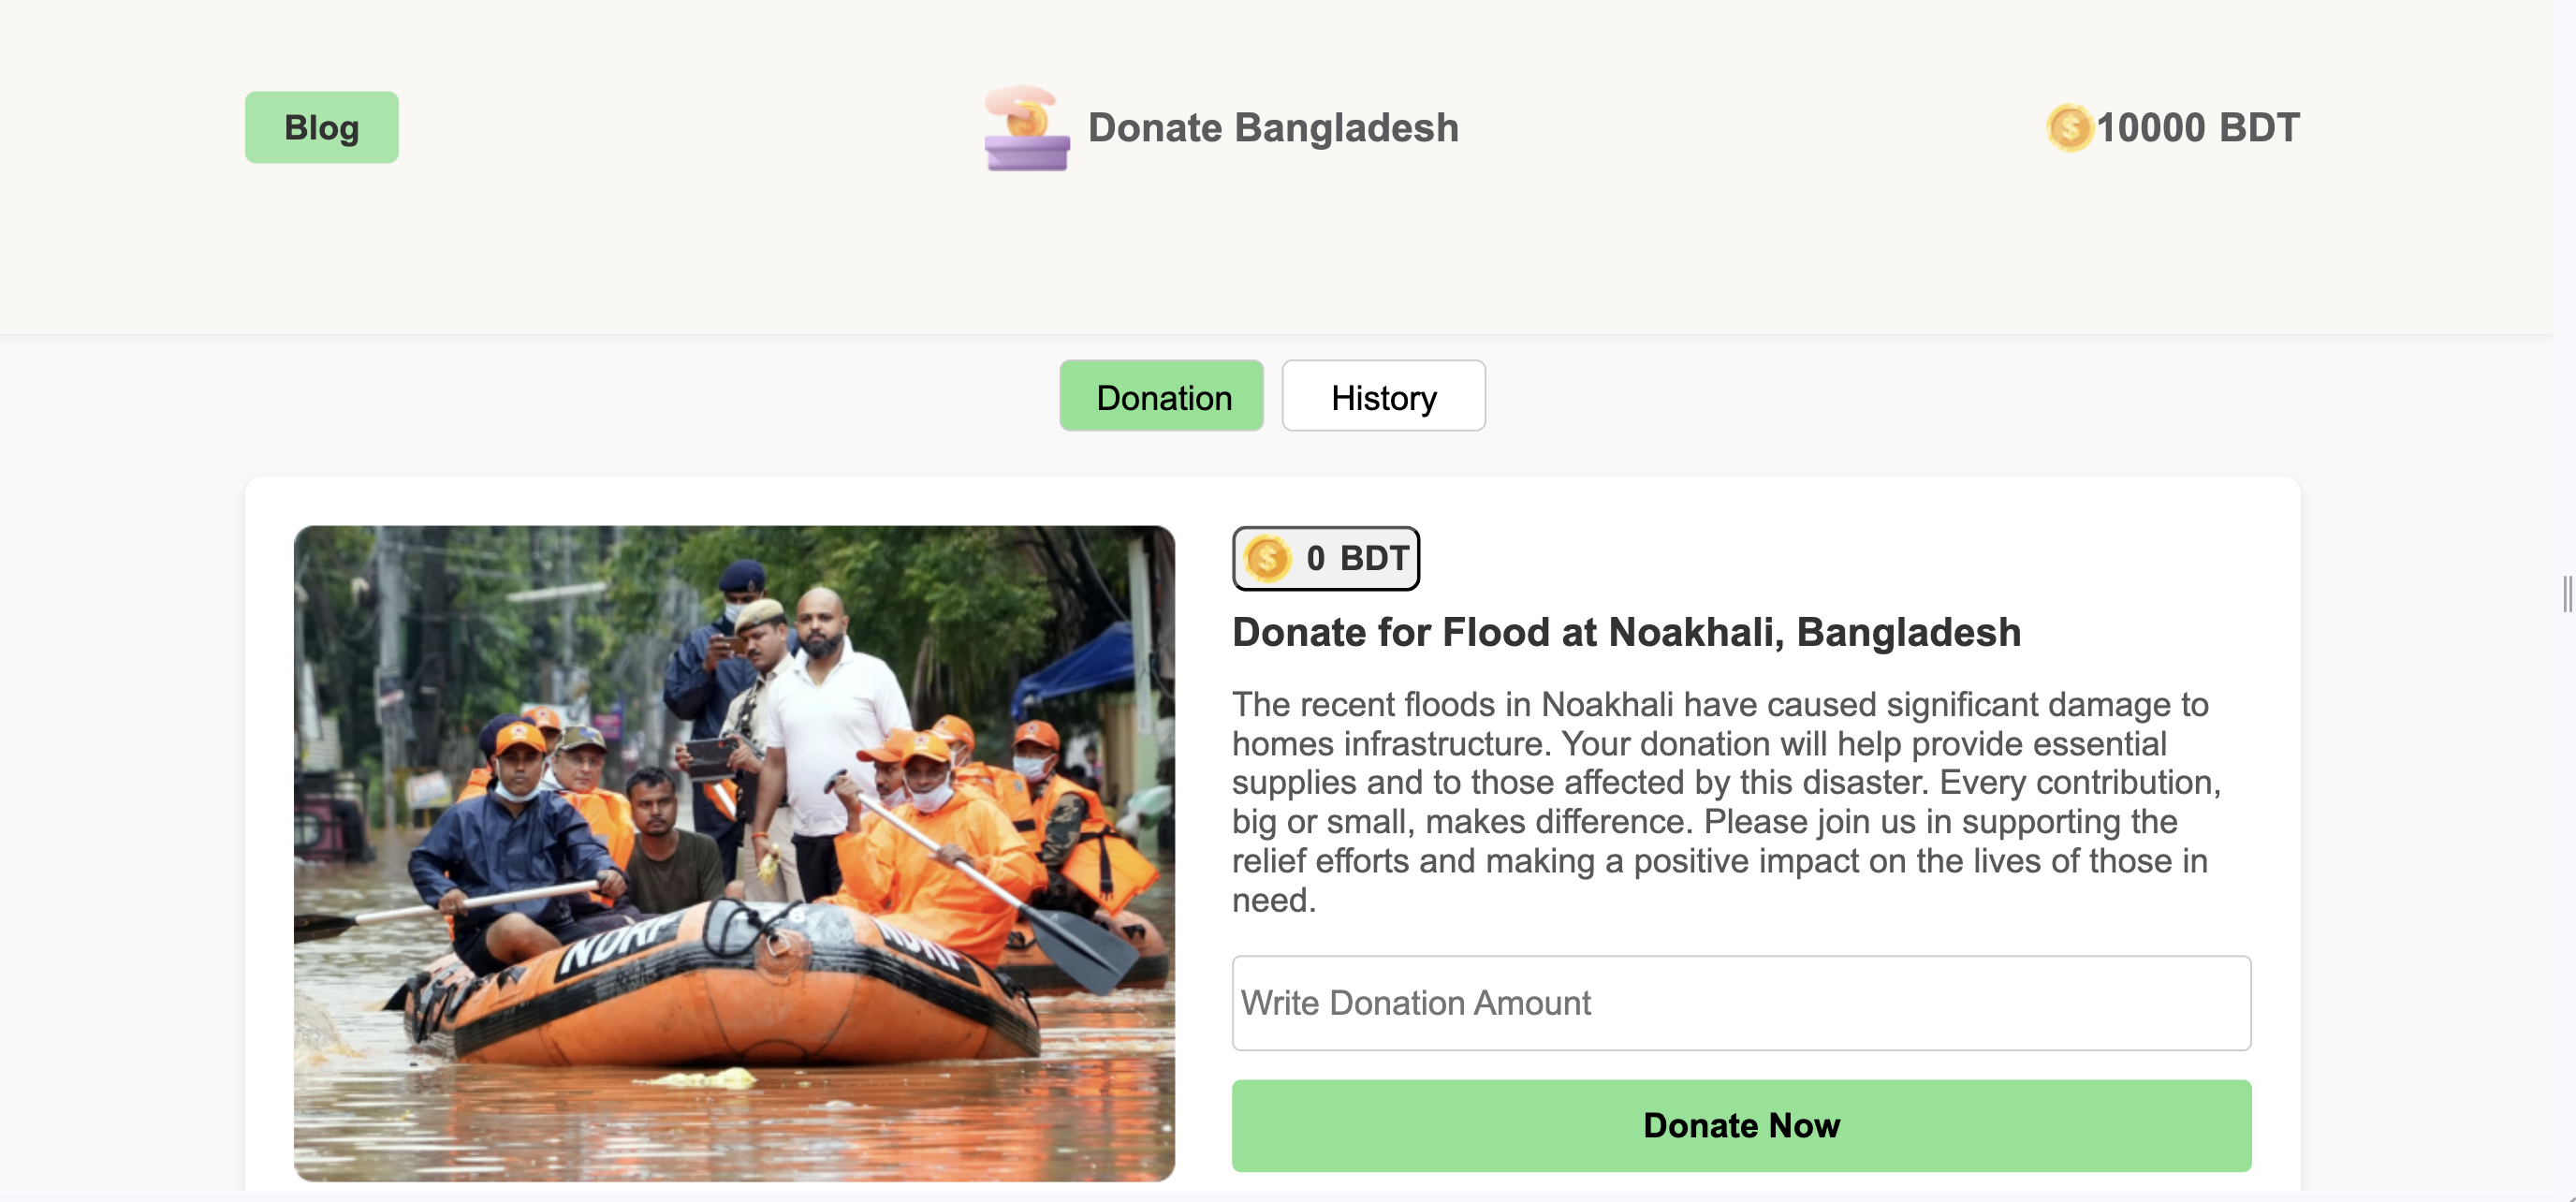 Blog
Donate Bangladesh
10000 BDT
Donation
History
0 BDT
Donate for Flood at Noakhali, Bangladesh
The recent floods in Noakhali have caused significant damage to
homes infrastructure. Your donation will help provide essential
supplies and to those affected by this disaster. Every contribution,
big or small, makes difference. Please join us in supporting the
relief efforts and making a positive impact on the lives of those in
need.
Write Donation Amount
Donate Now
NDRF
NDRF